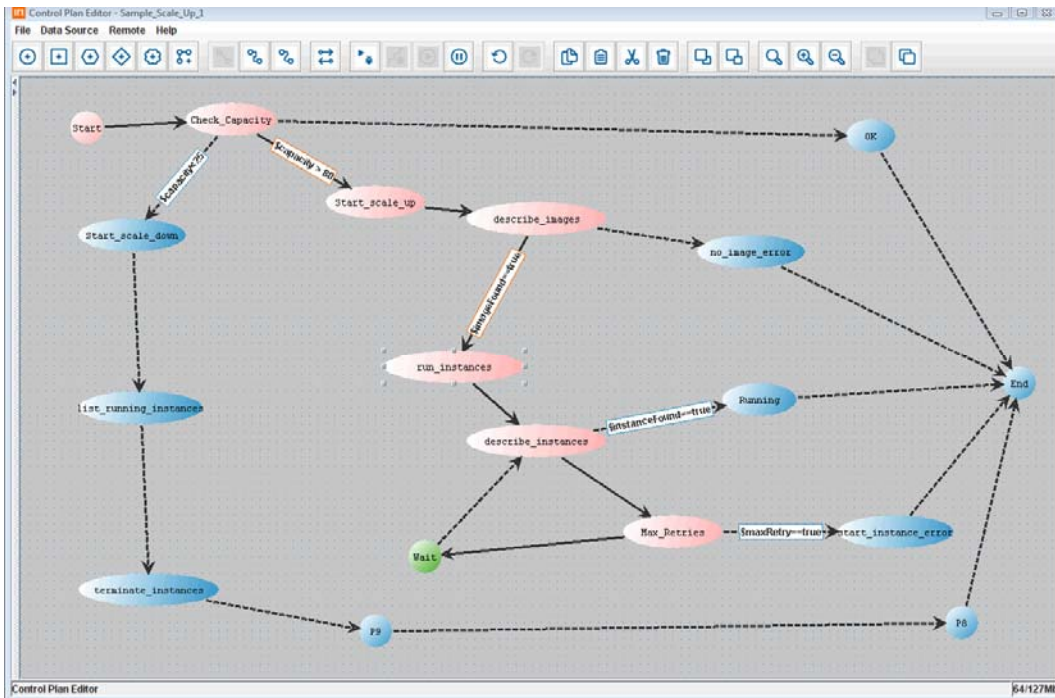 Control Plan Editor - Sample_Scale_Up_1
File Data Source Remote Help
Start
Check_Capacity
OK
$capacity<25
$capacity > 80
Start_scale_up
describe_images
Start_scale_down
no_image_error
$imageFound==true
run_instances
End
list_running_instances
Running
$instanceFound==true
describe_instances
Max_Retries
$maxRetry==true
start_instance_error
Wait
terminate_instances
P9
P8
Control Plan Editor
64/127M